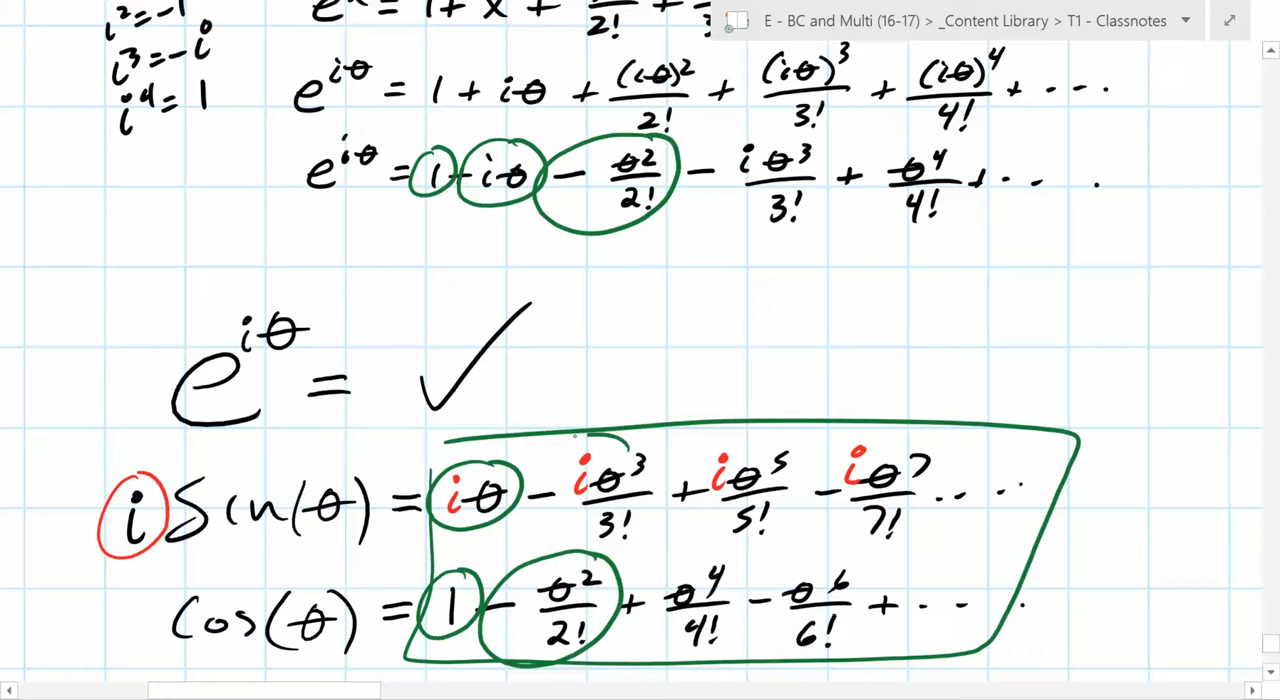 i²=-1
e^x = 1 + x +
2!
E - BC and Multi (16-17) > _Content Library > T1 - Classnotes
i³=-i
i⁴= 1
e^{iθ} = 1 + iθ + (iθ)²/2! + (iθ)³/3! + (iθ)⁴/4! + ....
e^{iθ} = 1 + iθ - θ²/2! - iθ³/3! + θ⁴/4! + ...
e^{iθ} = ✓
i Sin(θ) = iθ - iθ³/3! + iθ⁵/5! - iθ⁷/7! ....
Cos(θ) = 1 - θ²/2! + θ⁴/4! - θ⁶/6! + ....